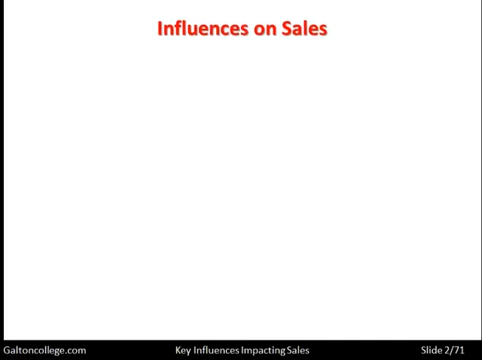 Influences on Sales
Galtoncollege.com Key Influences Impacting Sales Slide 2/71